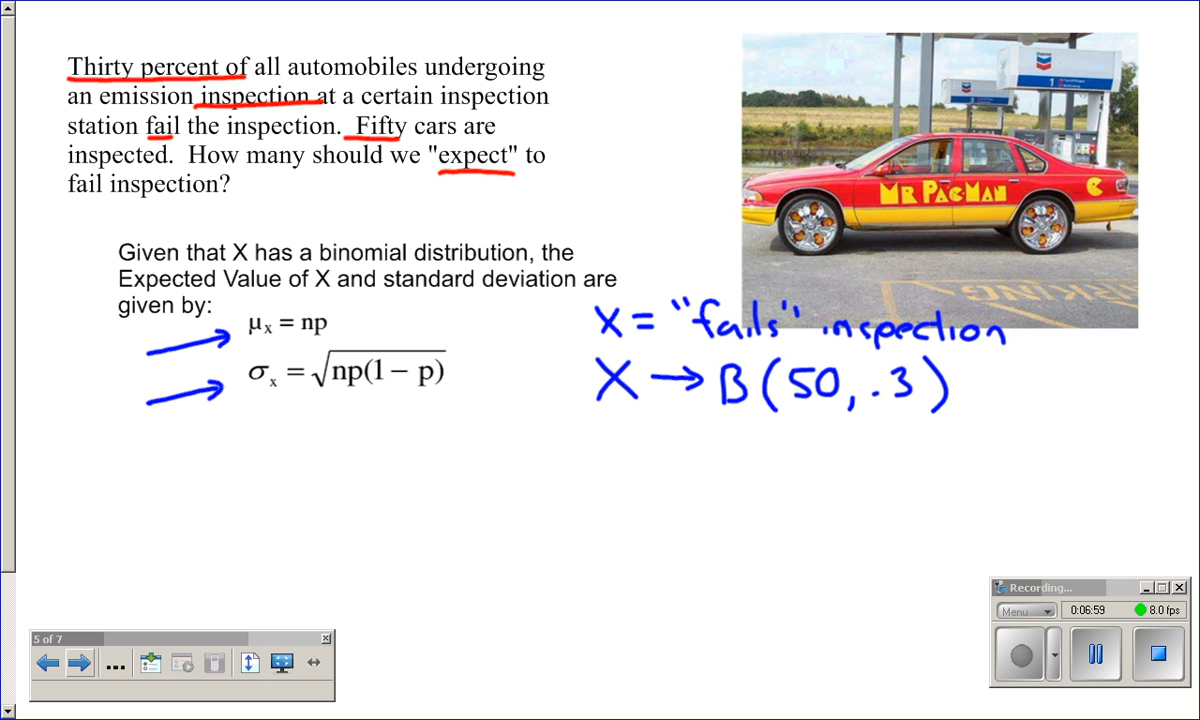 Thirty percent of all automobiles undergoing
an emission inspection at a certain inspection
station fail the inspection. Fifty cars are
inspected. How many should we "expect" to
fail inspection?
MR PAC-MAN
Given that X has a binomial distribution, the
Expected Value of X and standard deviation are
given by:
μx = np
σx = √np(1 – p)
X = "fails" inspection
X → B(50, .3)
Recording...
Menu
0:06:59
8.0 fps
5 of 7
...